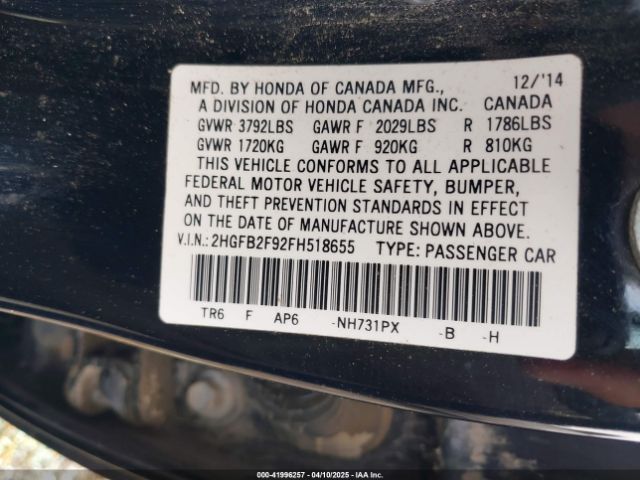 MFD. BY HONDA OF CANADA MFG., 12/'14
A DIVISION OF HONDA CANADA INC. CANADA
GVWR 3792LBS GAWR F 2029LBS R 1786LBS
GVWR 1720KG GAWR F 920KG R 810KG
THIS VEHICLE CONFORMS TO ALL APPLICABLE
FEDERAL MOTOR VEHICLE SAFETY, BUMPER,
AND THEFT PREVENTION STANDARDS IN EFFECT
ON THE DATE OF MANUFACTURE SHOWN ABOVE.
V.I.N.: 2HGFB2F92FH518655 TYPE: PASSENGER CAR
TR6 F AP6 -NH731PX -B -H
000-41996257 - 04/10/2025 - IAA Inc.